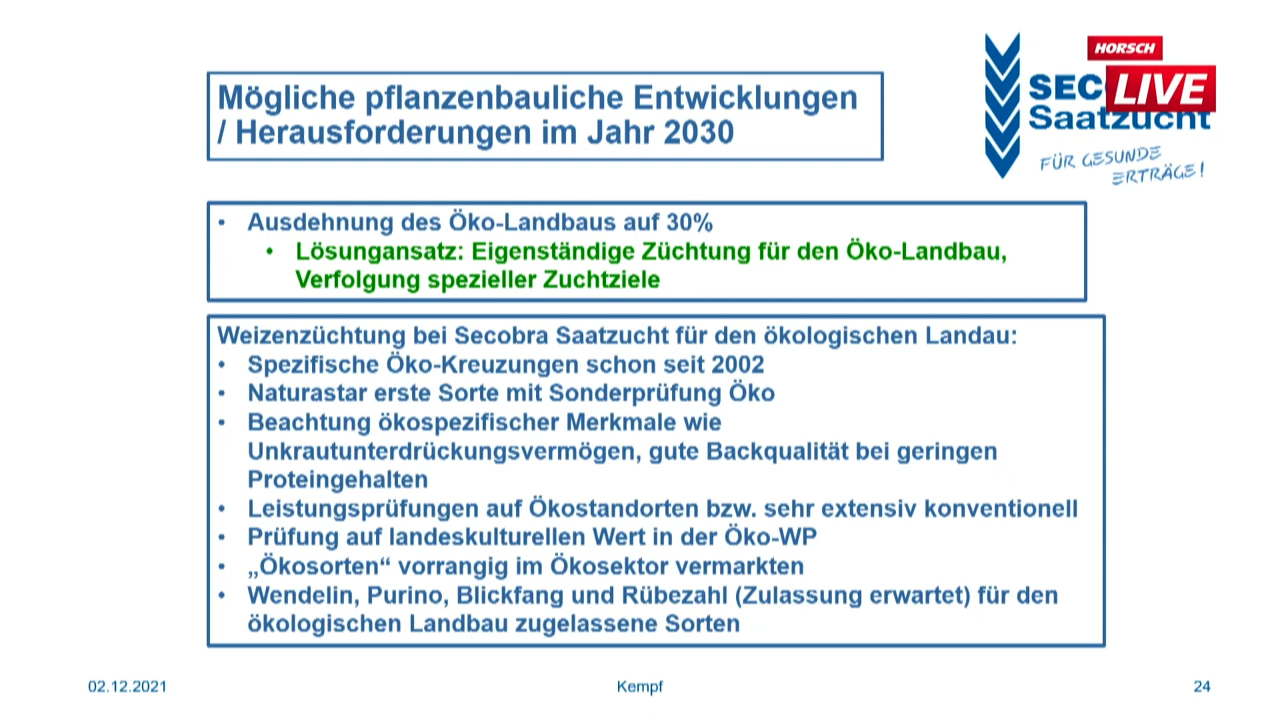 HORSCH
LIVE
SEC
Saatzucht
FÜR GESUNDE
ERTRÄGE!
Mögliche pflanzenbauliche Entwicklungen
/ Herausforderungen im Jahr 2030
• Ausdehnung des Öko-Landbaus auf 30%
• Lösungansatz: Eigenständige Züchtung für den Öko-Landbau,
Verfolgung spezieller Zuchtziele
Weizenzüchtung bei Secobra Saatzucht für den ökologischen Landau:
• Spezifische Öko-Kreuzungen schon seit 2002
• Naturastar erste Sorte mit Sonderprüfung Öko
• Beachtung ökospezifischer Merkmale wie
Unkrautunterdrückungsvermögen, gute Backqualität bei geringen
Proteingehalten
• Leistungsprüfungen auf Ökostandorten bzw. sehr extensiv konventionell
• Prüfung auf landeskulturellen Wert in der Öko-WP
• „Ökosorten“ vorrangig im Ökosektor vermarkten
• Wendelin, Purino, Blickfang und Rübezahl (Zulassung erwartet) für den
ökologischen Landbau zugelassene Sorten
02.12.2021
Kempf
24